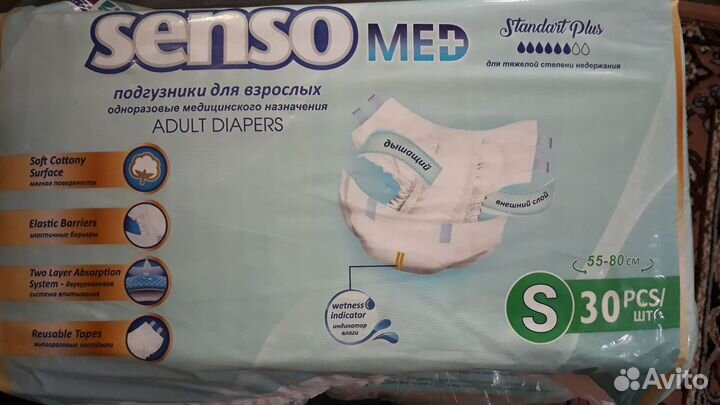 senso MED
Standart Plus
для тяжелой степени недержания
подгузники для взрослых
одноразовые медицинского назначения
ADULT DIAPERS
дышащий
внешний слой
Soft Cottony
Surface
мягкая поверхность
Elastic Barriers
эластичные барьеры
Two Layer Absorption
System - двухуровневая
система впитывания
Reusable Tapes
многоразовые застёжки
wetness
indicator
индикатор
влаги
55-80 см
S
30 PCS/
ШТ.
Avito